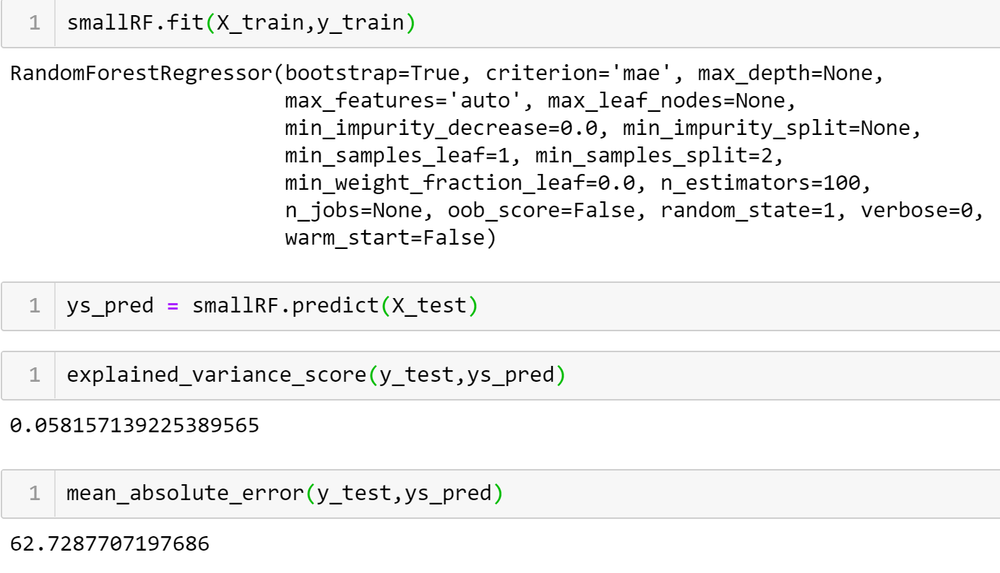 1 smallRF.fit(X_train,y_train)
RandomForestRegressor(bootstrap=True, criterion='mae', max_depth=None,
max_features='auto', max_leaf_nodes=None,
min_impurity_decrease=0.0, min_impurity_split=None,
min_samples_leaf=1, min_samples_split=2,
min_weight_fraction_leaf=0.0, n_estimators=100,
n_jobs=None, oob_score=False, random_state=1, verbose=0,
warm_start=False)
1 ys_pred = smallRF.predict(X_test)
1 explained_variance_score(y_test,ys_pred)
0.058157139225389565
1 mean_absolute_error(y_test,ys_pred)
62.7287707197686